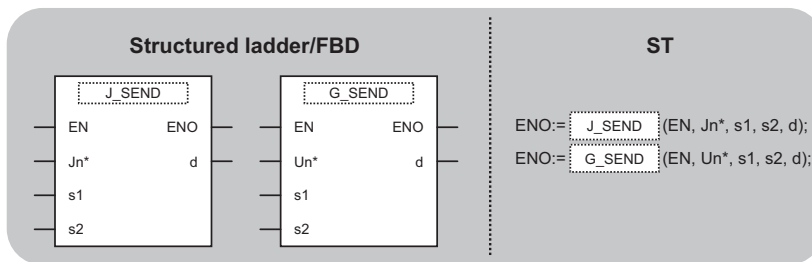 Structured ladder/FBD
J_SEND
EN ENO
Jn* d
s1
s2
G_SEND
EN ENO
Un* d
s1
s2
ST
ENO:= J_SEND (EN, Jn*, s1, s2, d);
ENO:= G_SEND (EN, Un*, s1, s2, d);